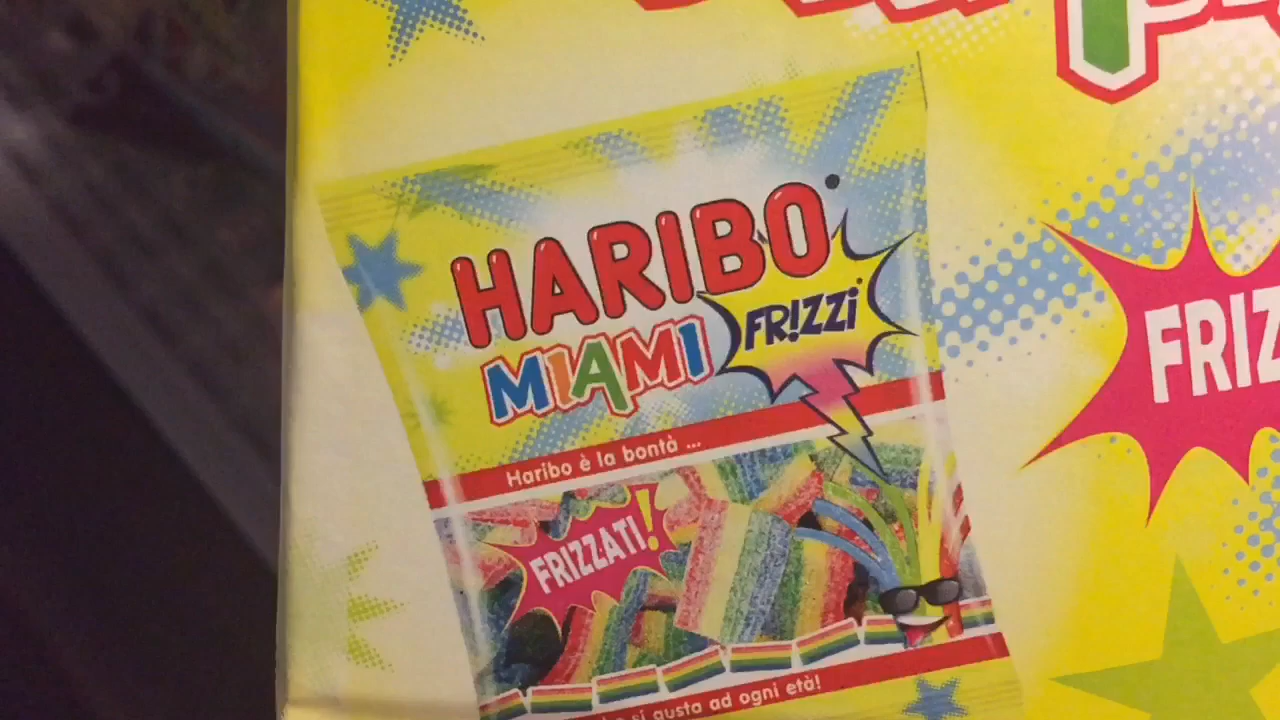 HARIBO
MIAMI FR!ZZi
Haribo è la bontà ...
FRIZZATI!
si gusta ad ogni età!
FRIZ